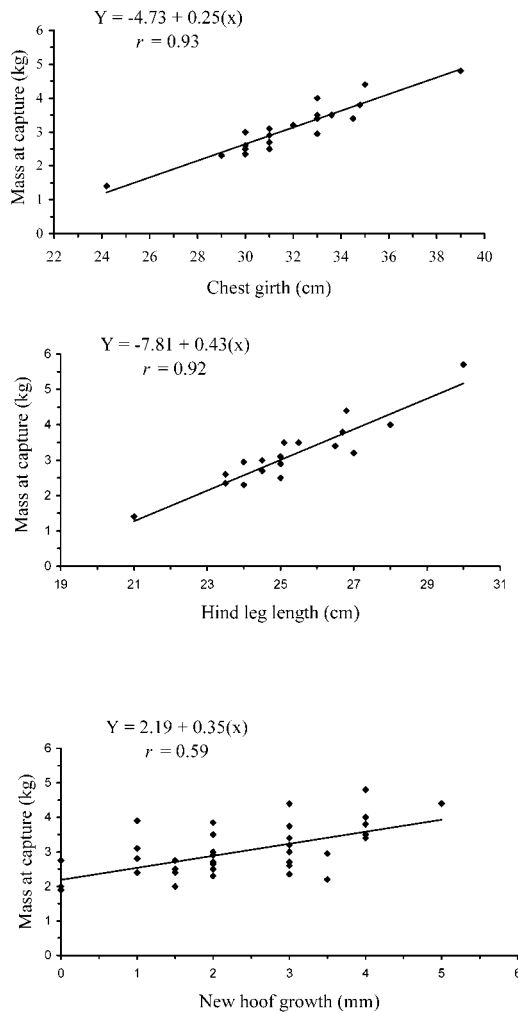 Y = -4.73 + 0.25(x)
r = 0.93
Mass at capture (kg)
6
5
4
3
2
1
0
22 24 26 28 30 32 34 36 38 40
Chest girth (cm)
Y = -7.81 + 0.43(x)
r = 0.92
Mass at capture (kg)
6
5
4
3
2
1
0
19 21 23 25 27 29 31
Hind leg length (cm)
Y = 2.19 + 0.35(x)
r = 0.59
Mass at capture (kg)
6
5
4
3
2
1
0
0 1 2 3 4 5 6
New hoof growth (mm)